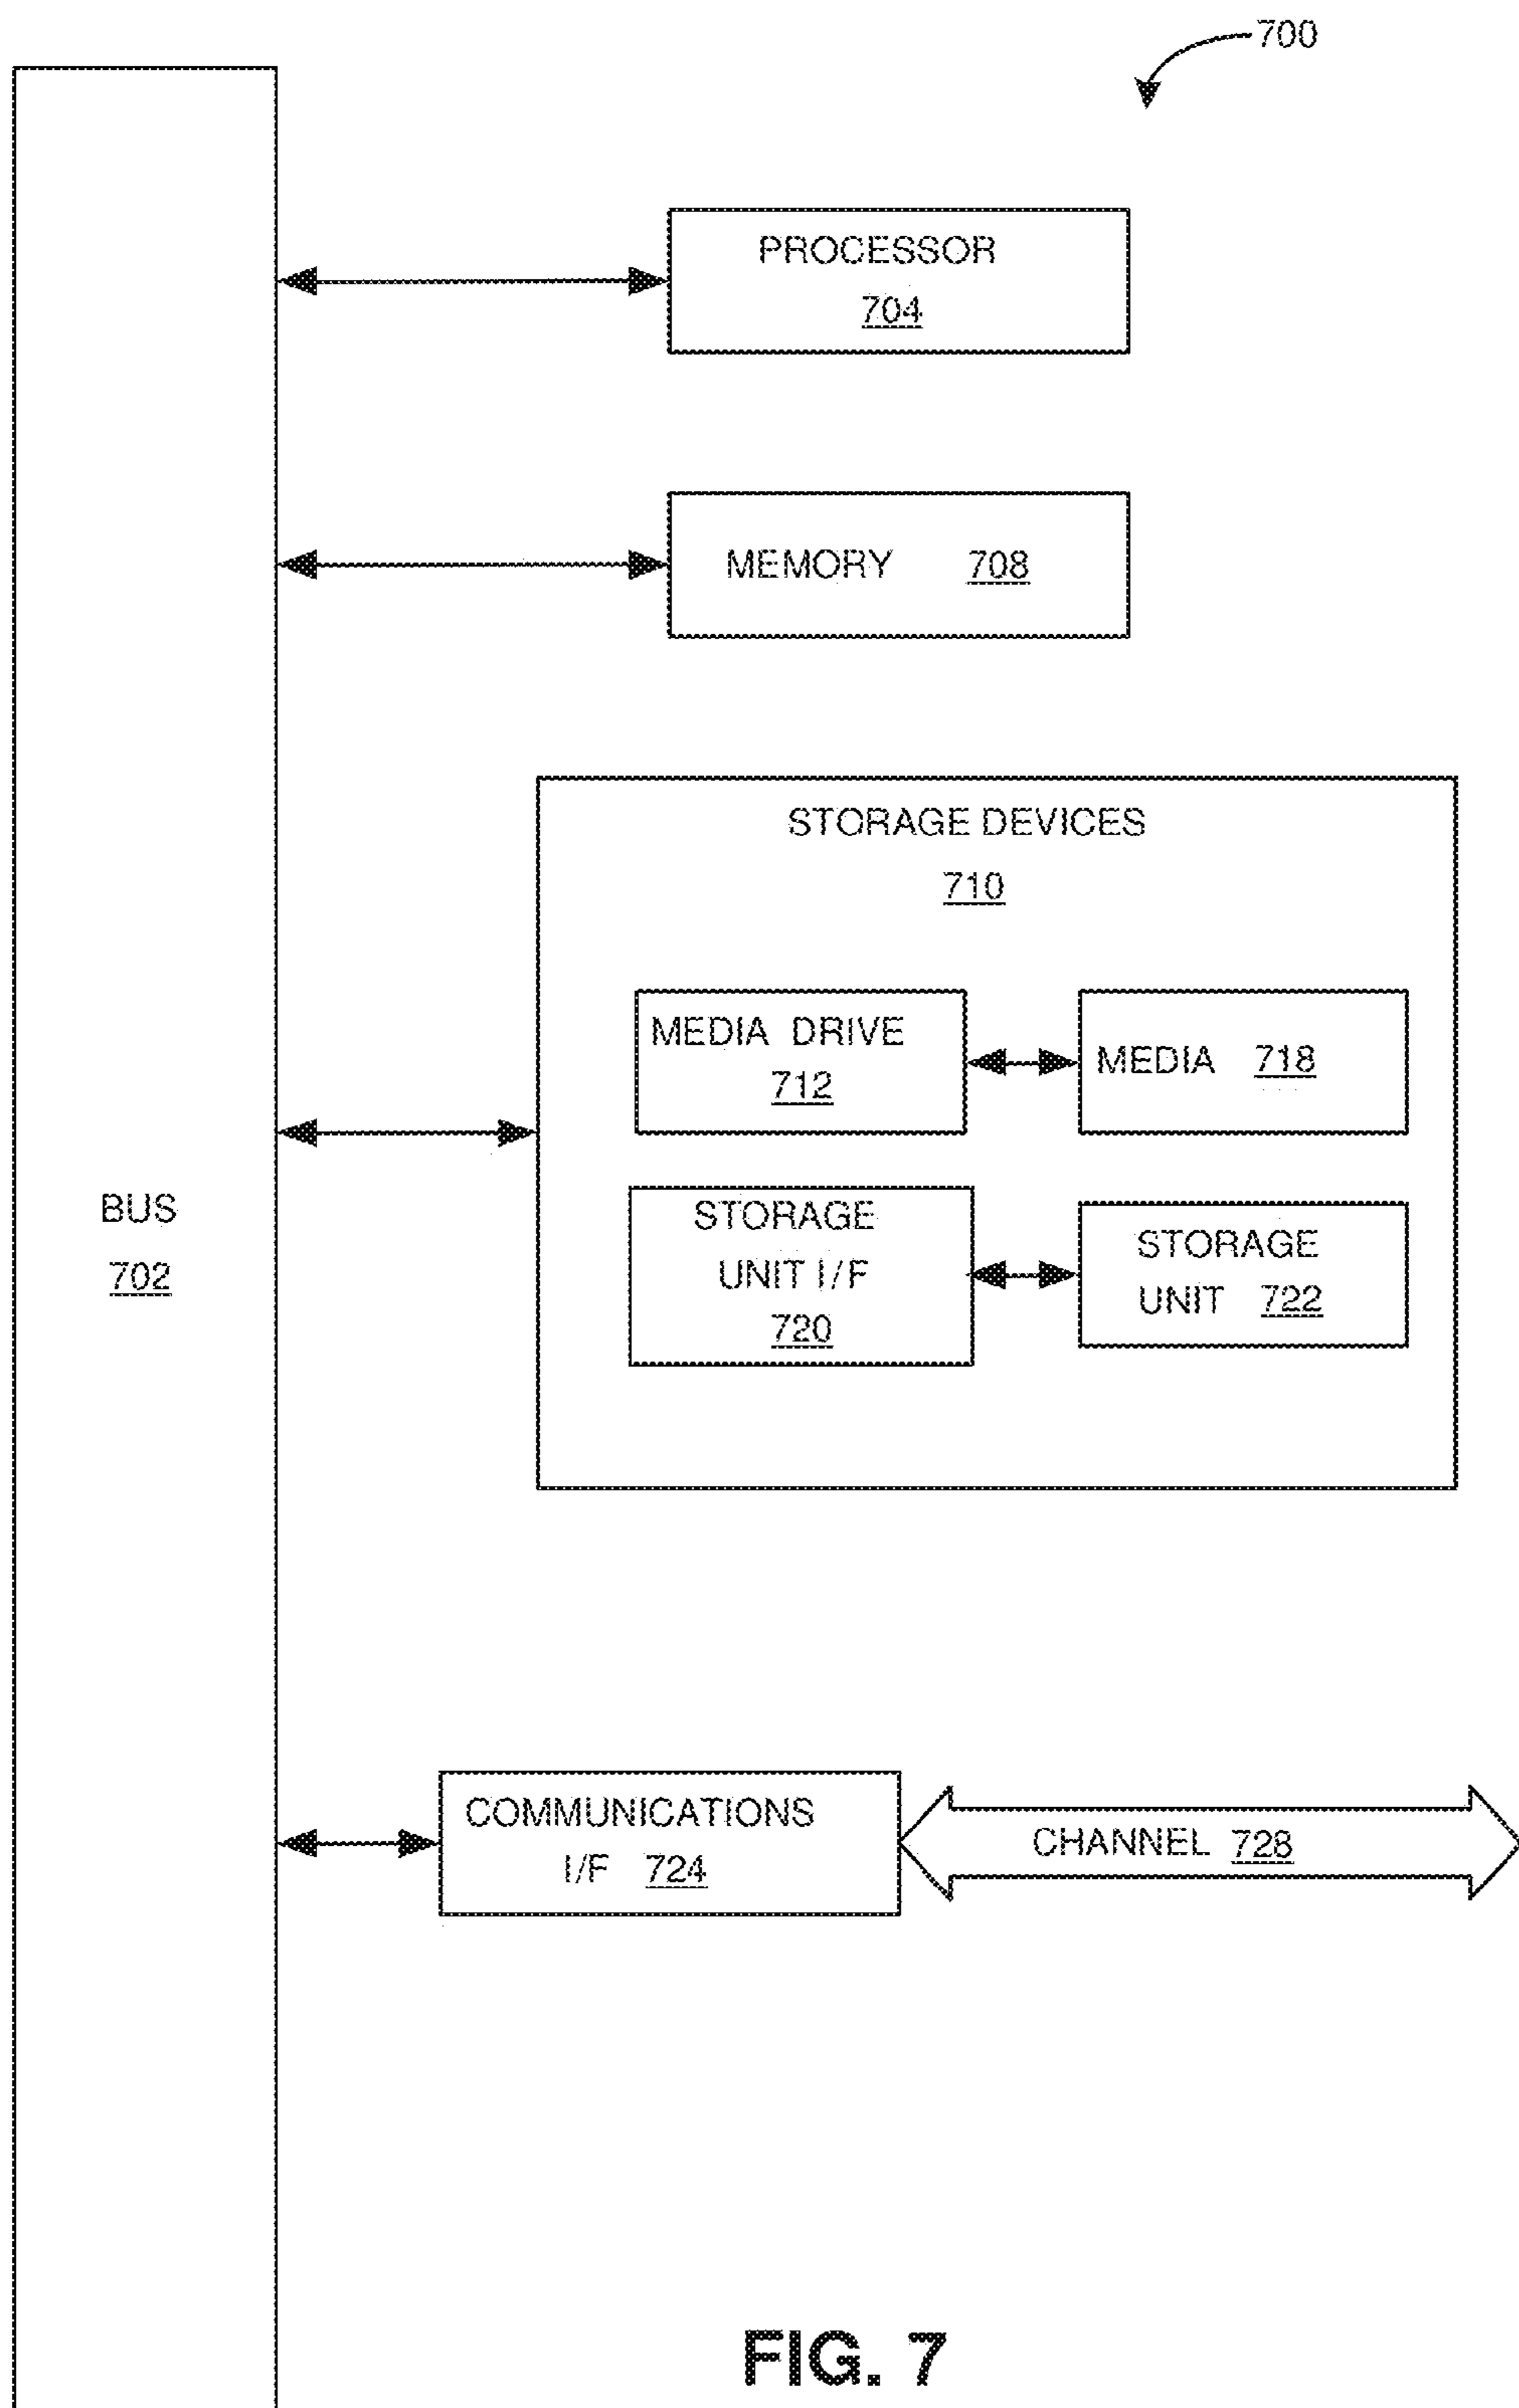 700
PROCESSOR
704
MEMORY 708
STORAGE DEVICES
710
MEDIA DRIVE
712
MEDIA 718
STORAGE
UNIT I/F
720
STORAGE
UNIT 722
BUS
702
COMMUNICATIONS
I/F 724
CHANNEL 728
FIG. 7